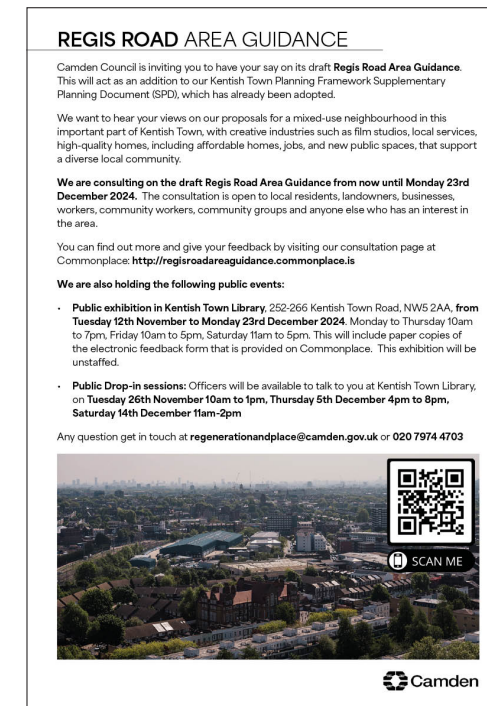 REGIS ROAD AREA GUIDANCE
Camden Council is inviting you to have your say on its draft Regis Road Area Guidance.
This will act as an addition to our Kentish Town Planning Framework Supplementary
Planning Document (SPD), which has already been adopted.
We want to hear your views on our proposals for a mixed-use neighbourhood in this
important part of Kentish Town, with creative industries such as film studios, local services,
high-quality homes, including affordable homes, jobs, and new public spaces, that support
a diverse local community.
We are consulting on the draft Regis Road Area Guidance from now until Monday 23rd
December 2024. The consultation is open to local residents, landowners, businesses,
workers, community workers, community groups and anyone else who has an interest in
the area.
You can find out more and give your feedback by visiting our consultation page at
Commonplace: http://regisroadareaguidance.commonplace.is
We are also holding the following public events:
• Public exhibition in Kentish Town Library, 252-266 Kentish Town Road, NW5 2AA, from
Tuesday 12th November to Monday 23rd December 2024. Monday to Thursday 10am
to 7pm, Friday 10am to 5pm, Saturday 11am to 5pm. This will include paper copies of
the electronic feedback form that is provided on Commonplace. This exhibition will be
unstaffed.
• Public Drop-in sessions: Officers will be available to talk to you at Kentish Town Library,
on Tuesday 26th November 10am to 1pm, Thursday 5th December 4pm to 8pm,
Saturday 14th December 11am-2pm
Any question get in touch at regenerationandplace@camden.gov.uk or 020 7974 4703
SCAN ME
Camden